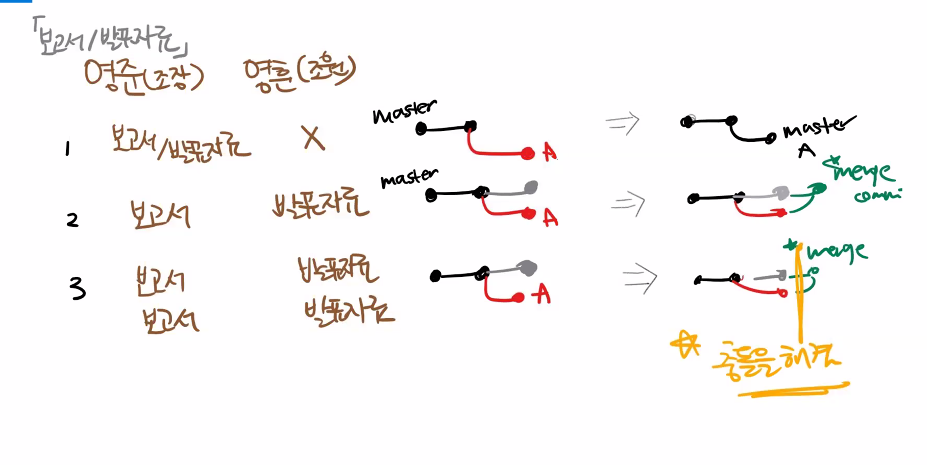 「보고서/발표자료」
영준(조장) 영훈(조원)
1 보고서/발표자료 X master A ⇒ master A
2 보고서 발표자료 master A ⇒ *merge commi
3 보고서 발표자료 A ⇒ *merge
보고서 발표자료
☆ 충돌을 해결